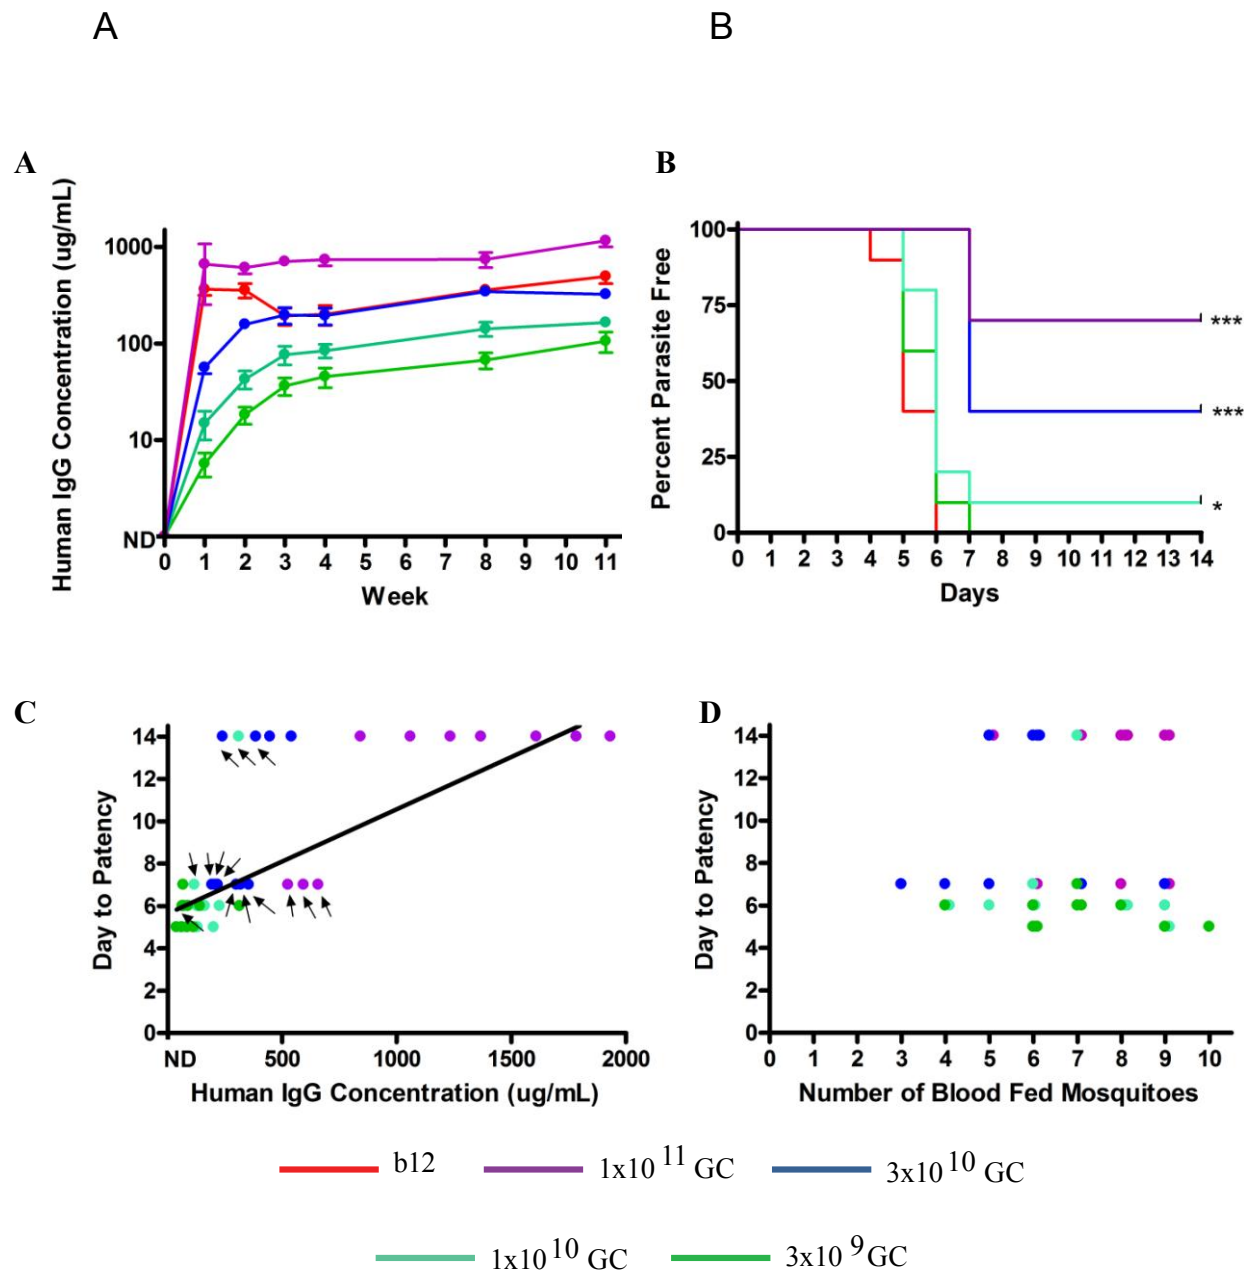 A
B
A
B
Human IgG Concentration (ug/mL)
1000
100
10
ND
0 1 2 3 4 5 6 7 8 9 10 11
Week
Percent Parasite Free
100
75
50
25
0
***
***
*
0 1 2 3 4 5 6 7 8 9 10 11 12 13 14
Days
C
D
Day to Patency
14
12
10
8
6
4
2
0
ND 500 1000 1500 2000
Human IgG Concentration (ug/mL)
Day to Patency
14
12
10
8
6
4
2
0
0 1 2 3 4 5 6 7 8 9 10
Number of Blood Fed Mosquitoes
b12 1x10 11 GC 3x10 10 GC
1x10 10 GC 3x10 9 GC